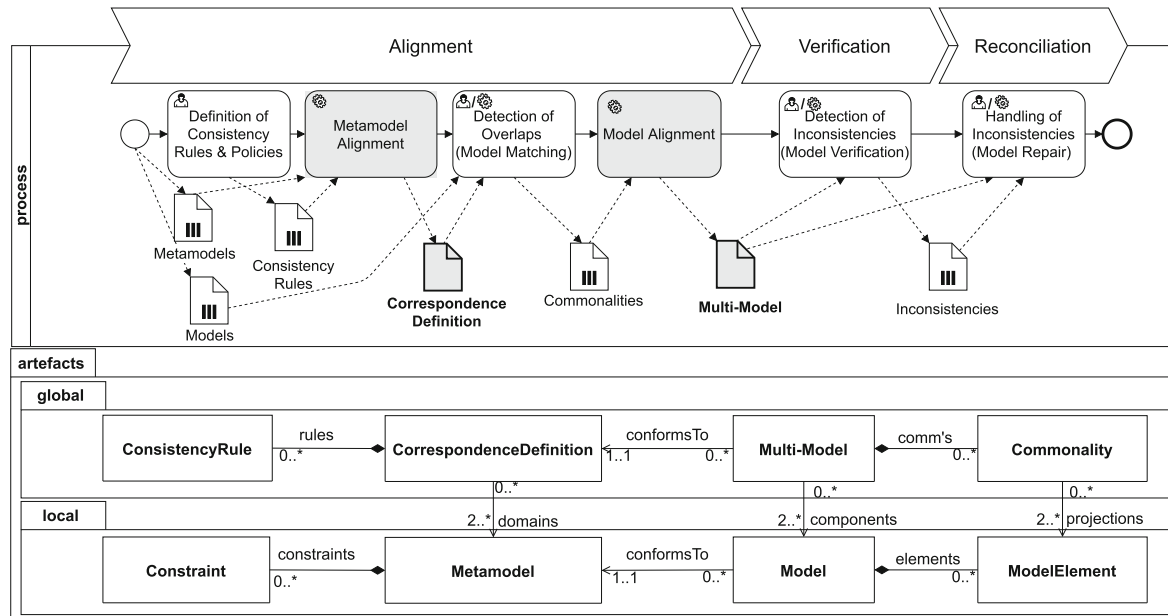 Alignment
Verification
Reconciliation
process
Definition of
Consistency
Rules & Policies
Metamodel
Alignment
/
Detection of
Overlaps
(Model Matching)
Model Alignment
/
Detection of
Inconsistencies
(Model Verification)
/
Handling of
Inconsistencies
(Model Repair)
Metamodels
Consistency
Rules
Models
Correspondence
Definition
Commonalities
Multi-Model
Inconsistencies
artefacts
global
ConsistencyRule
rules
0..*
CorrespondenceDefinition
conformsTo
1..1
0..*
Multi-Model
comm's
0..*
Commonality
0..*
2..*
domains
0..*
2..*
components
0..*
2..*
projections
local
Constraint
constraints
0..*
Metamodel
conformsTo
1..1
0..*
Model
elements
0..*
ModelElement